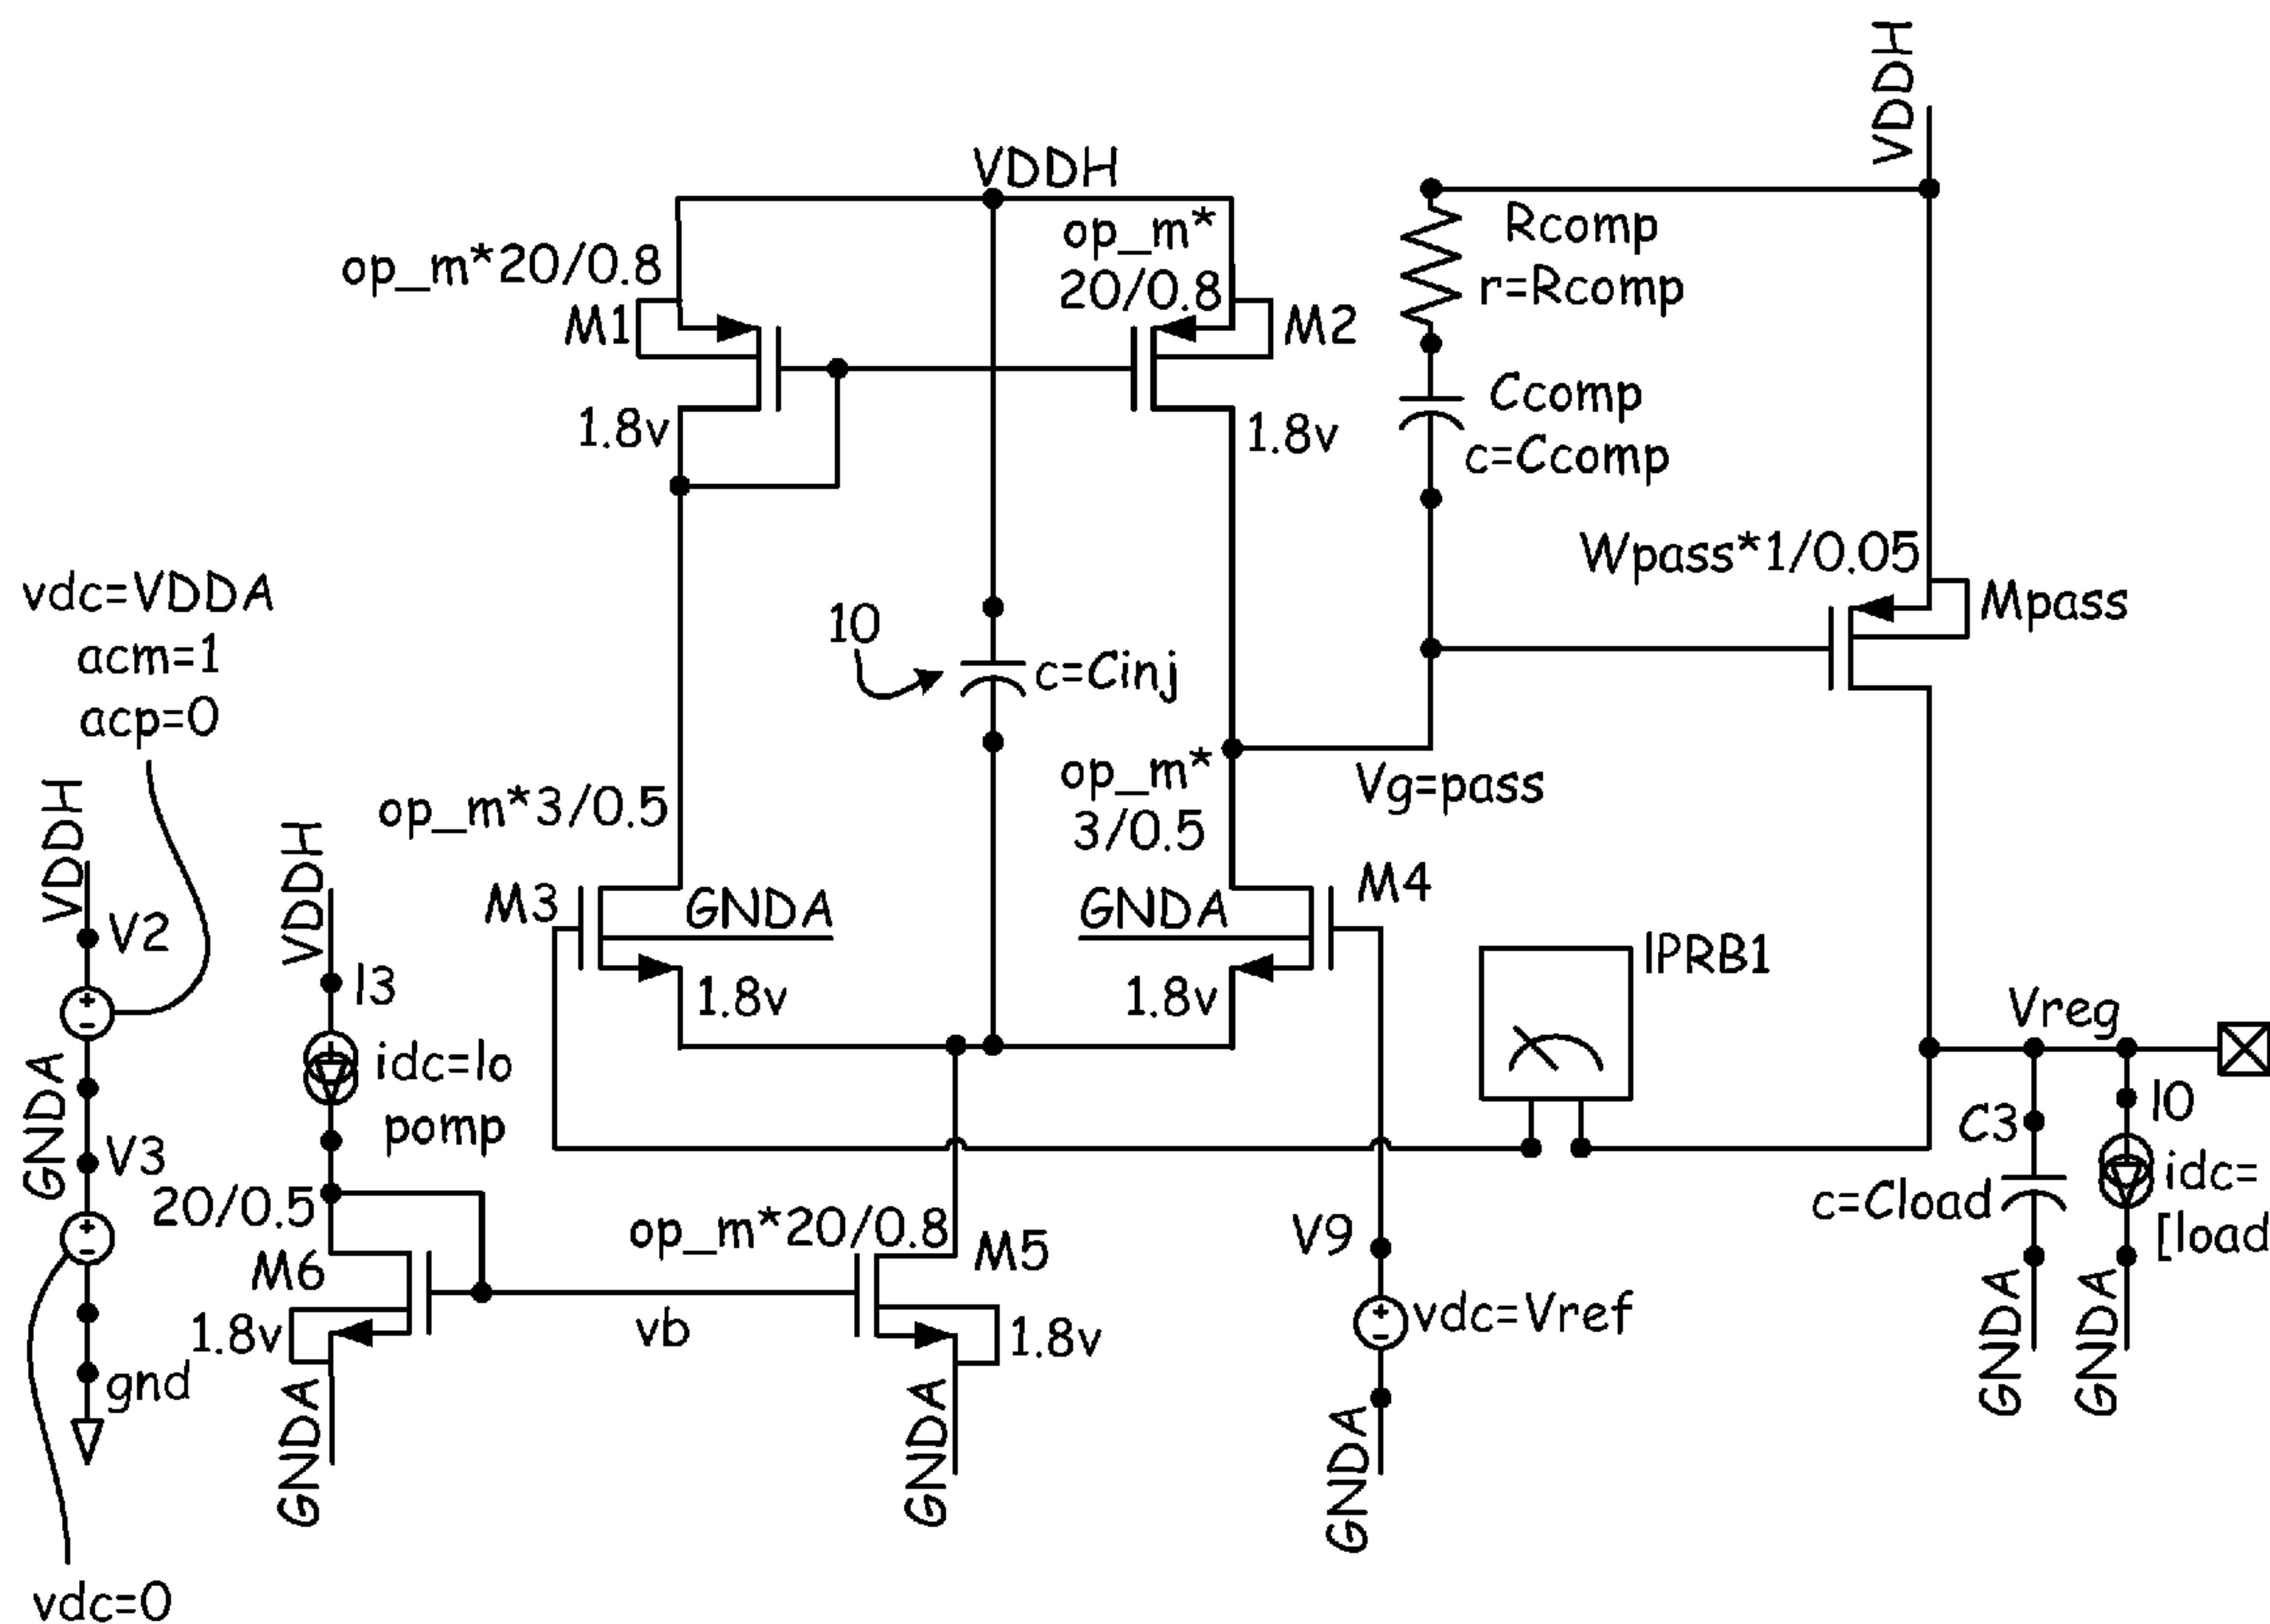 VDDH
VDDH
op_m*20/0.8
M1
1.8v
op_m*
20/0.8
M2
1.8v
Rcomp
r=Rcomp
Ccomp
c=Ccomp
Wpass*1/0.05
Mpass
10
c=Cinj
vdc=VDDA
acm=1
acp=0
VDDH
V2
GNDA
V3
gnd
vdc=0
VDDH
I3
idc=Io
pomp
20/0.5
M6
1.8v
GNDA
op_m*3/0.5
M3
GNDA
1.8v
op_m*
3/0.5
GNDA
M4
1.8v
Vg=pass
IPRB1
vb
op_m*20/0.8
M5
1.8v
GNDA
V9
vdc=Vref
GNDA
Vreg
C3
c=Cload
GNDA
I0
idc=
[load
GNDA